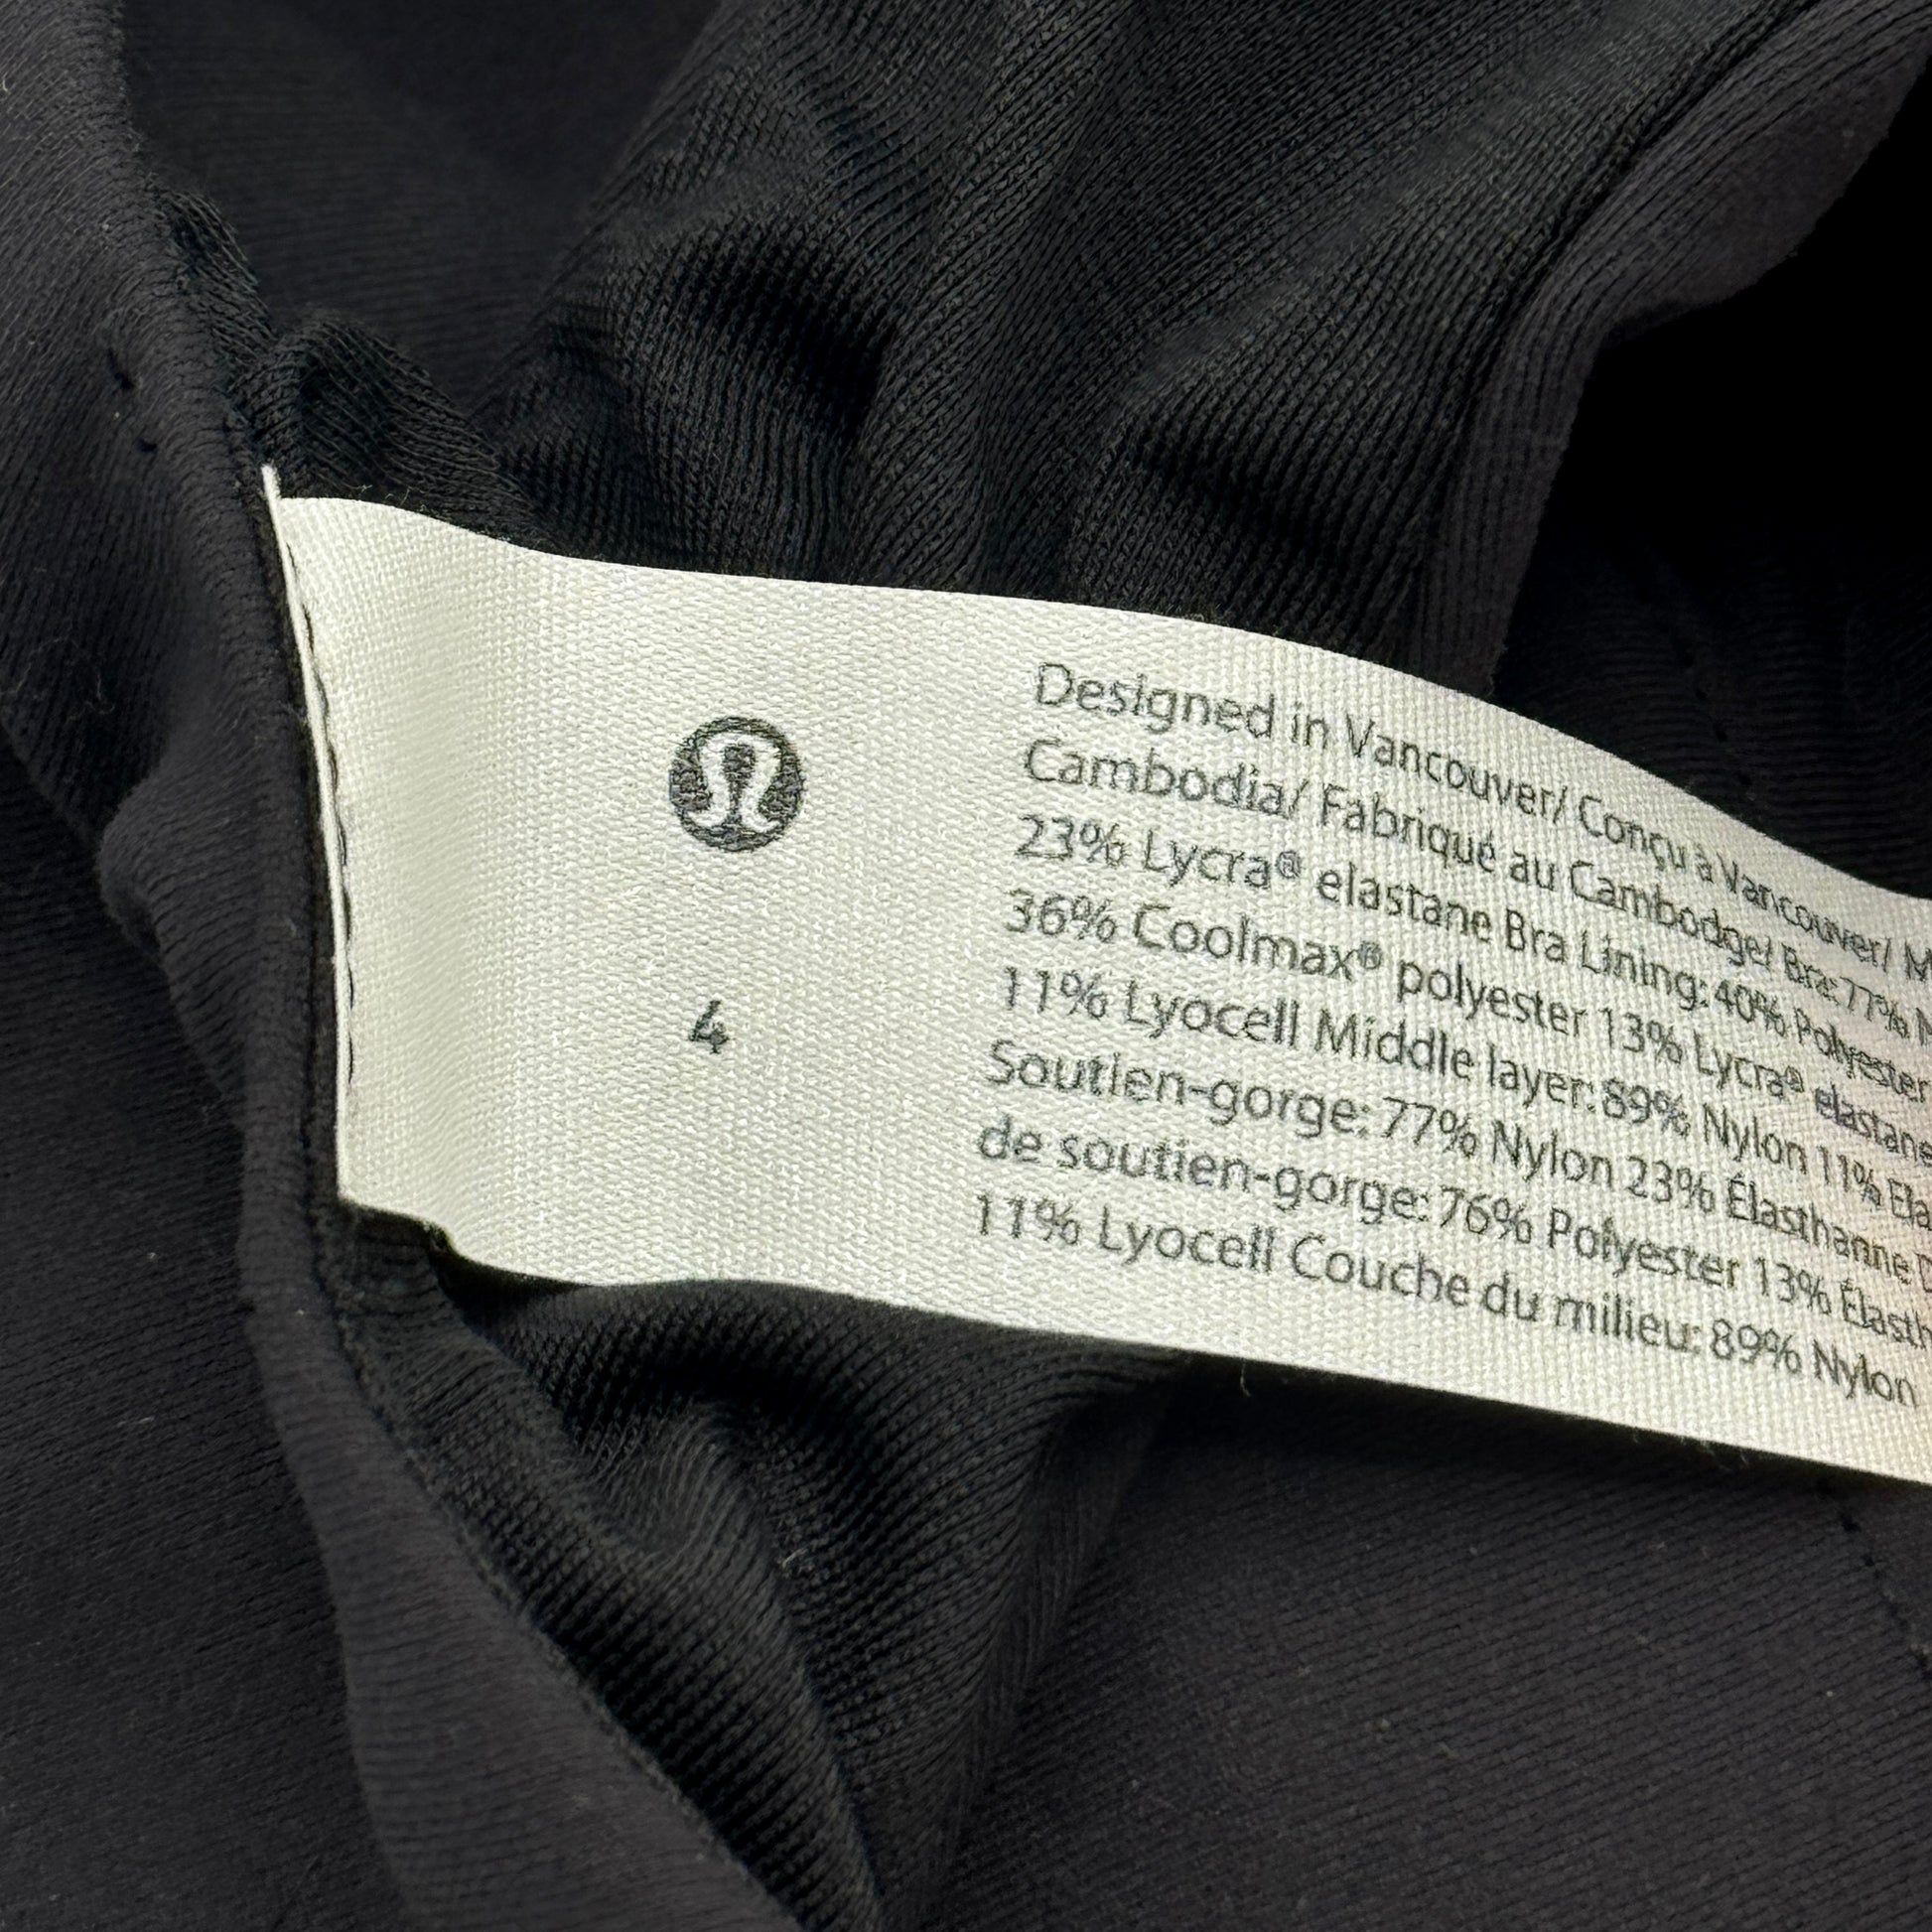 4
Designed in Vancouver/ Conçu à Vancouver/
Cambodia/ Fabriqué au Cambodge/ Bra: 77%
23% Lycra® elastane Bra Lining: 40% Polyester
36% Coolmax® polyester 13% Lycra® elastane
11% Lyocell Middle layer: 89% Nylon 11%
Soutien-gorge: 77% Nylon 23% Élasthanne
de soutien-gorge: 76% Polyester 13%
11% Lyocell Couche du milieu: 89% Nylon